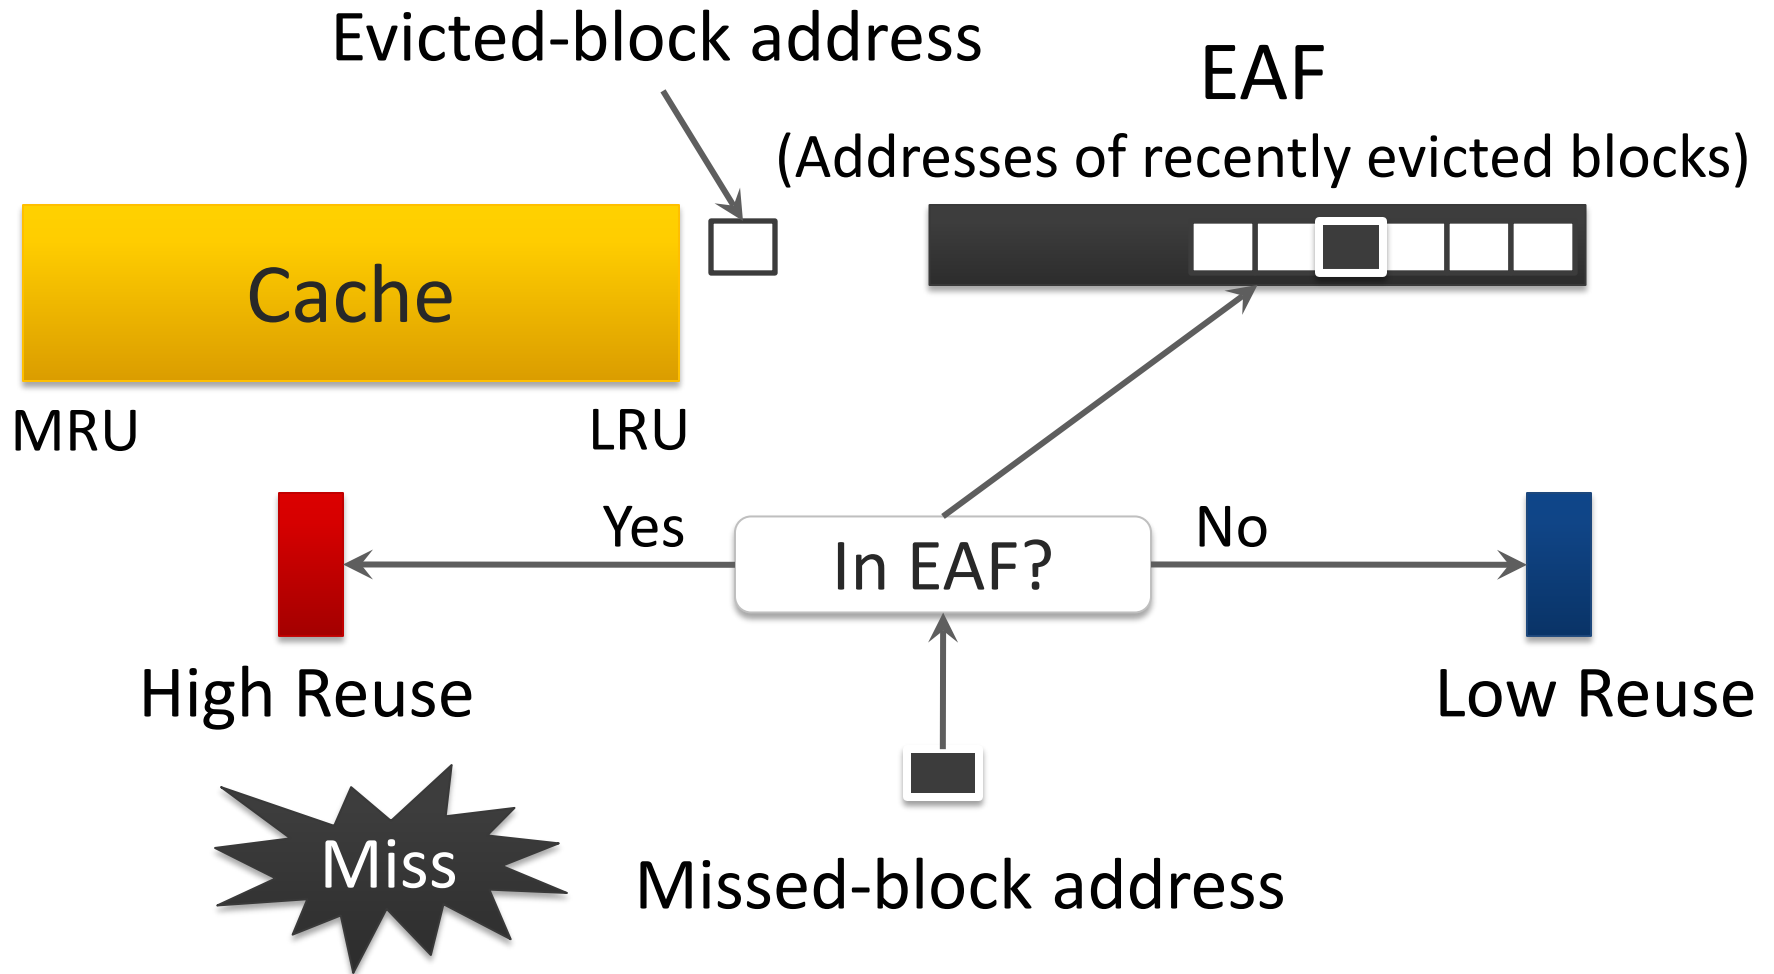 Evicted-block address
EAF
(Addresses of recently evicted blocks)
Cache
MRU
LRU
Yes
In EAF?
No
High Reuse
Low Reuse
Miss
Missed-block address